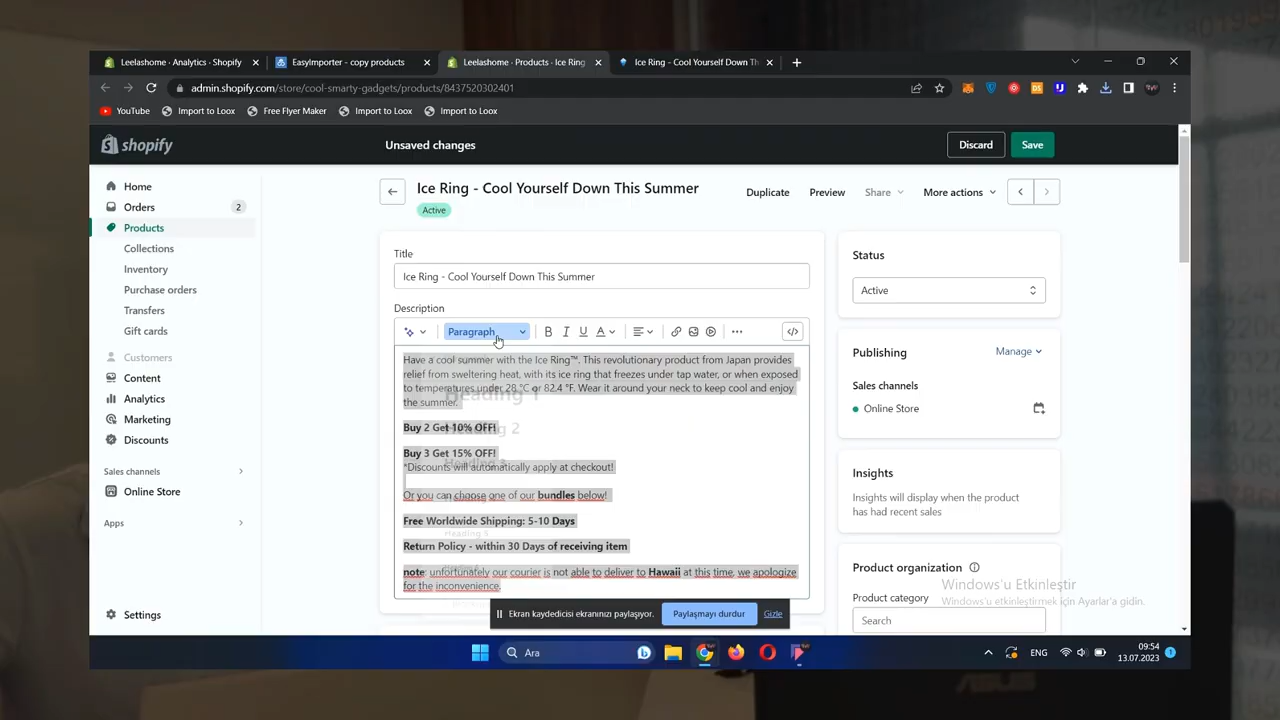 Leelashome · Analytics · Shopify
EasyImporter - copy products
Leelashome · Products · Ice Ring
Ice Ring - Cool Yourself Down Th
admin.shopify.com/store/cool-smarty-gadgets/products/8437520302401
YouTube
Import to Loox
Free Flyer Maker
Import to Loox
Import to Loox
shopify
Unsaved changes
Discard
Save
Home
Orders
2
Products
Collections
Inventory
Purchase orders
Transfers
Gift cards
Customers
Content
Analytics
Marketing
Discounts
Sales channels
Online Store
Apps
Settings
Ice Ring - Cool Yourself Down This Summer
Active
Duplicate
Preview
Share
More actions
Title
Ice Ring - Cool Yourself Down This Summer
Description
Paragraph
B I U A
Have a cool summer with the Ice Ring™. This revolutionary product from Japan provides
relief from sweltering heat, with its ice ring that freezes under tap water, or when exposed
to temperatures under 28 °C or 82.4 °F. Wear it around your neck to keep cool and enjoy
the summer.
Heading 1
Buy 2 Get 10% OFF!
Heading 2
Buy 3 Get 15% OFF!
*Discounts will automatically apply at checkout!
Or you can choose one of our bundles below!
Free Worldwide Shipping: 5-10 Days
Return Policy - within 30 Days of receiving item
note: unfortunately our courier is not able to deliver to Hawaii at this time, we apologize
for the inconvenience.
Status
Active
Publishing
Manage
Sales channels
Online Store
Insights
Insights will display when the product
has had recent sales
Product organization
Product category
Search
Windows'u Etkinleştir
Windows'u etkinleştirmek için Ayarlar'a gidin.
Ekran kaydedicisi ekranınızı paylaşıyor.
Paylaşmayı durdur
Gizle
Ara
ENG
09:54
13.07.2023
1
ASUS